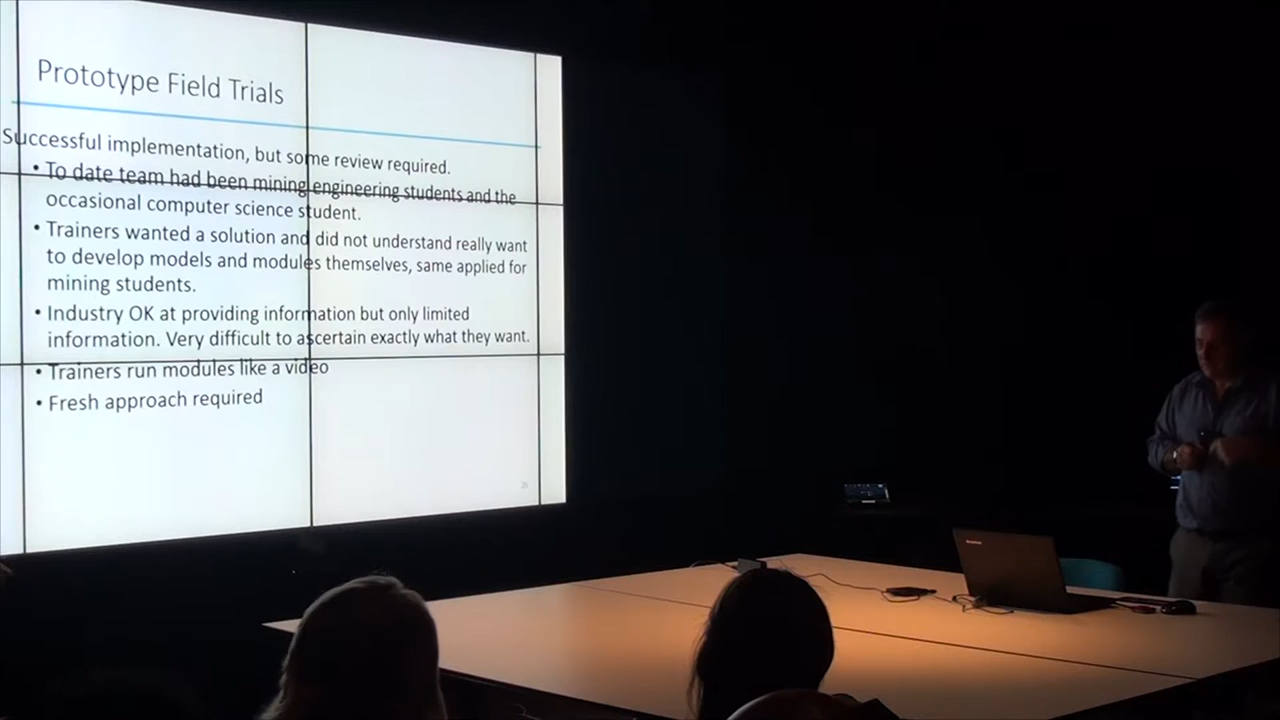 Prototype Field Trials
Successful implementation, but some review required.
• To date team had been mining engineering students and the
occasional computer science student.
• Trainers wanted a solution and did not understand really want
to develop models and modules themselves, same applied for
mining students.
• Industry OK at providing information but only limited
information. Very difficult to ascertain exactly what they want.
• Trainers run modules like a video
• Fresh approach required